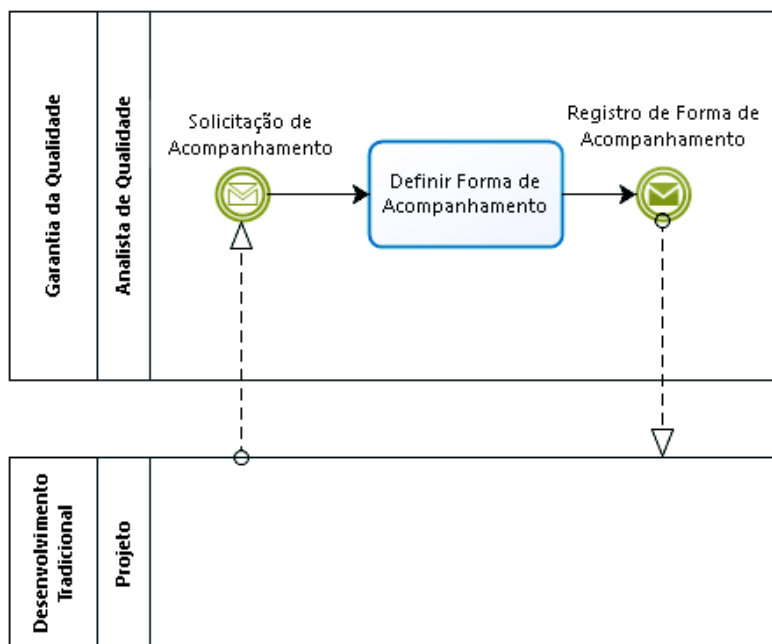 Garantia da Qualidade
Analista de Qualidade
Solicitação de
Acompanhamento
Definir Forma de
Acompanhamento
Registro de Forma de
Acompanhamento
Desenvolvimento
Tradicional
Projeto